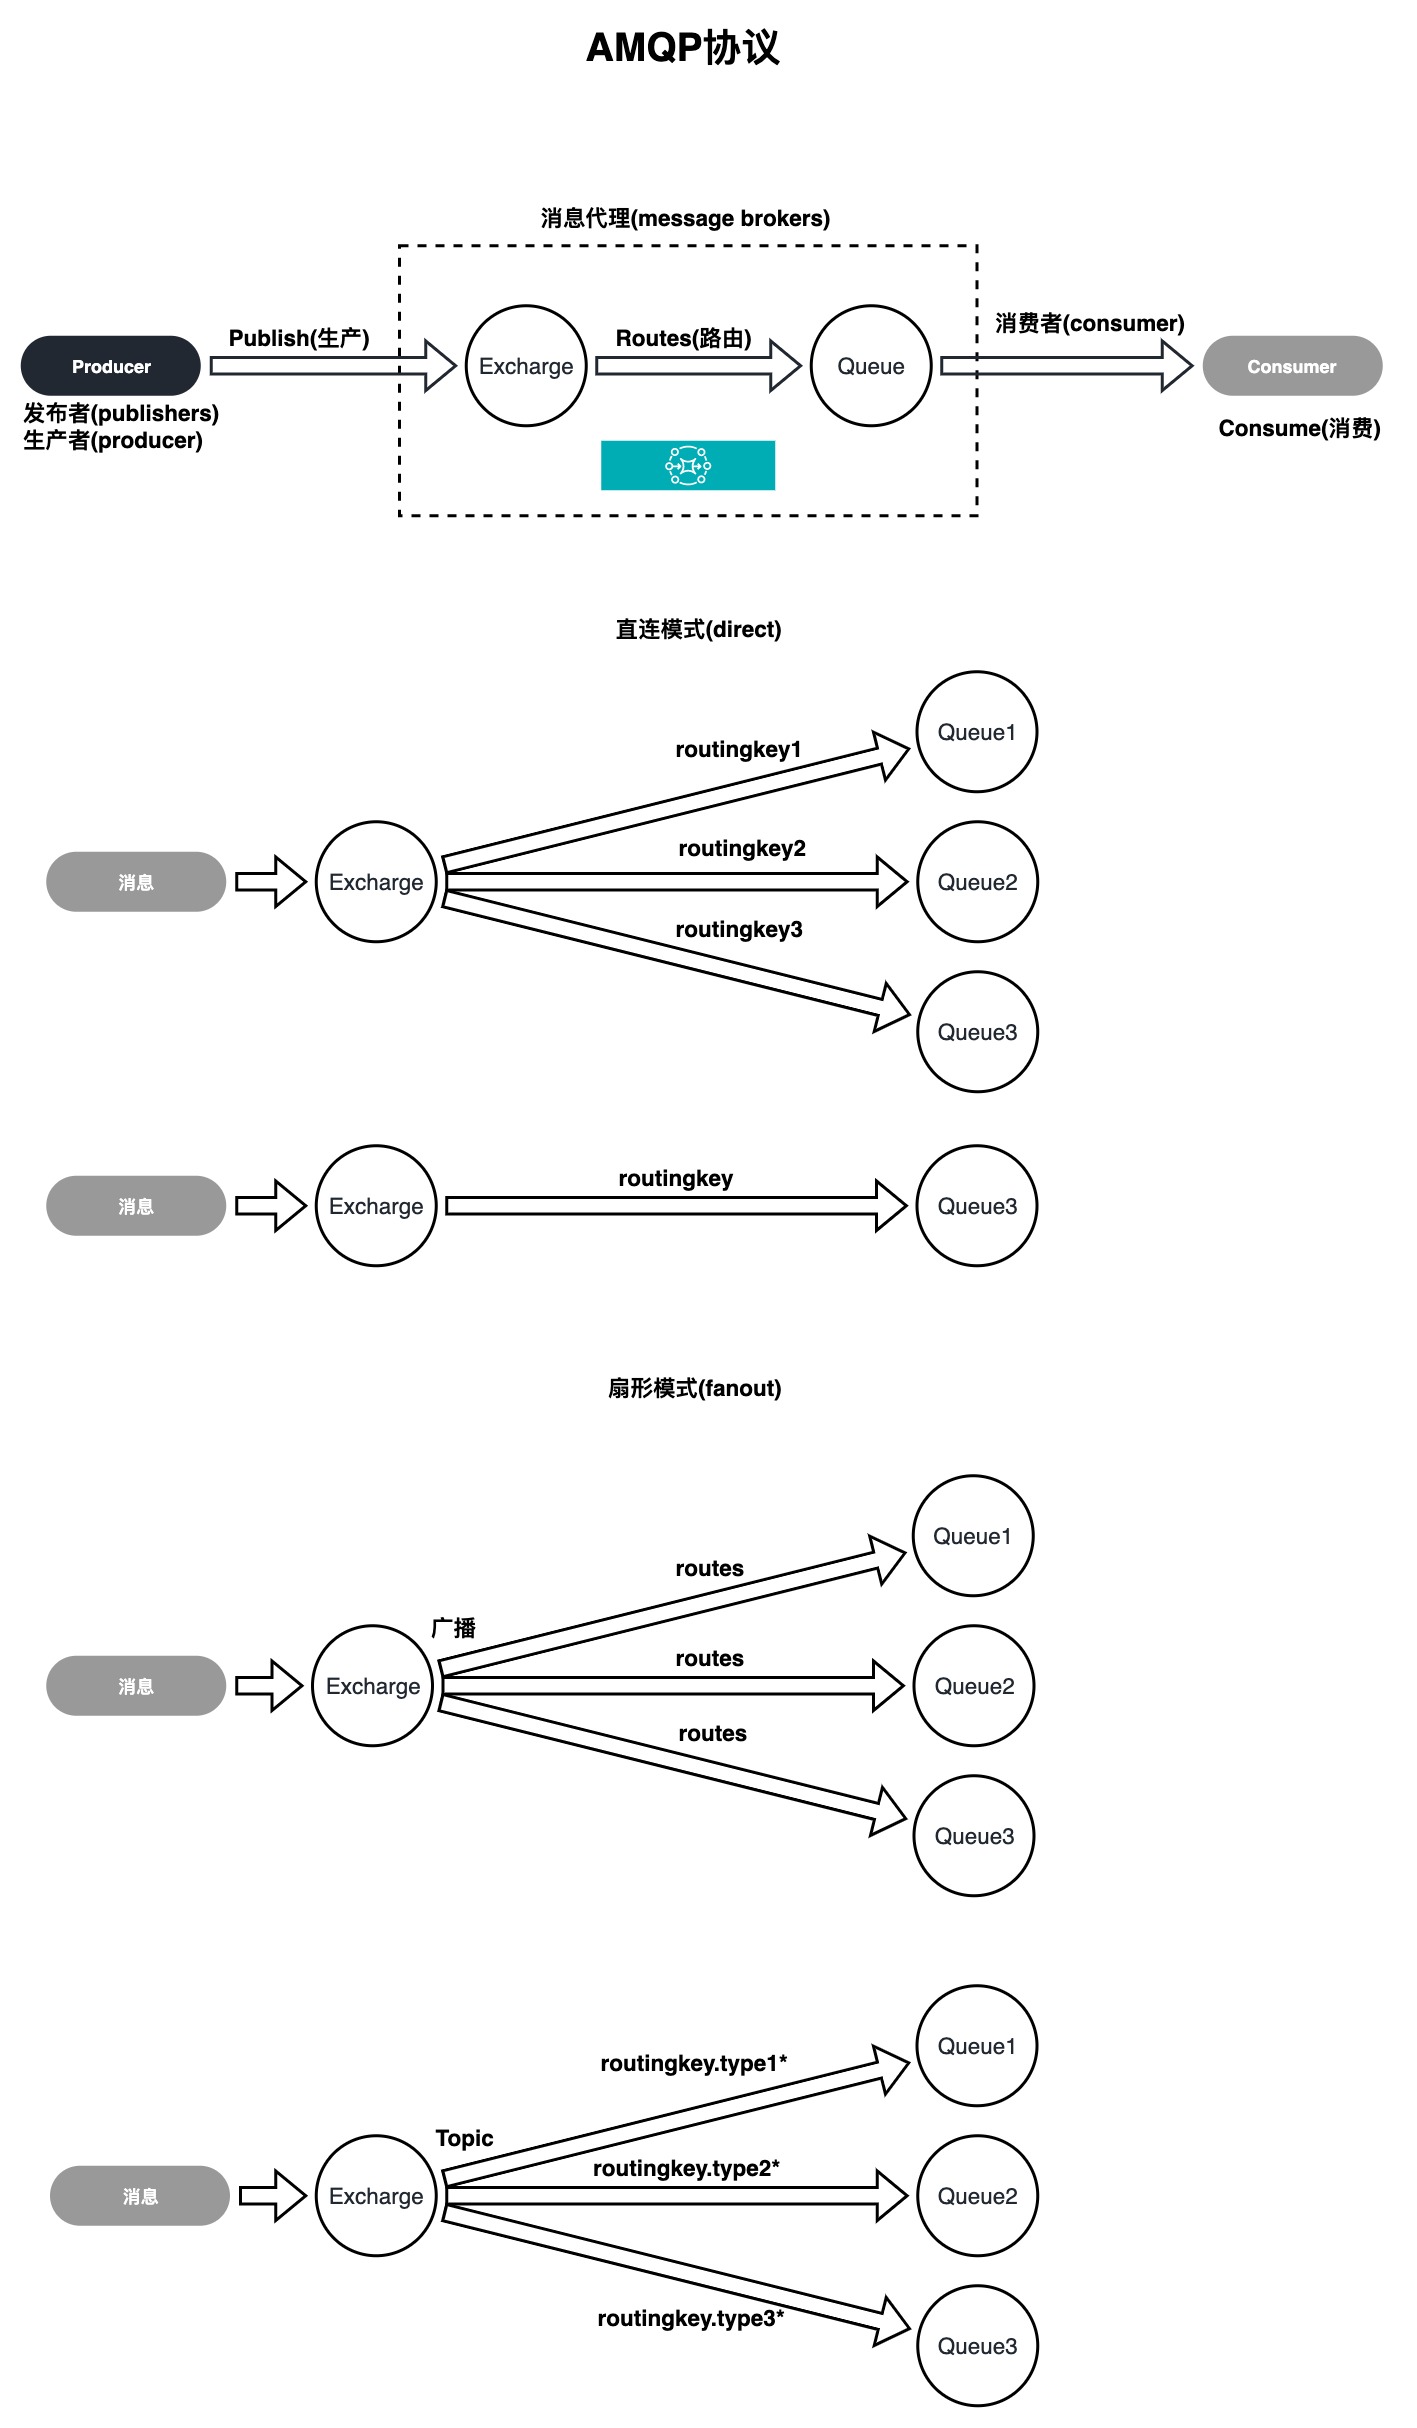 AMQP协议
消息代理(message brokers)
Producer
Publish(生产)
Excharge
Routes(路由)
Queue
消费者(consumer)
Consumer
发布者(publishers)
生产者(producer)
Consume(消费)
直连模式(direct)
Queue1
routingkey1
消息
Excharge
routingkey2
Queue2
routingkey3
Queue3
消息
Excharge
routingkey
Queue3
扇形模式(fanout)
Queue1
routes
广播
消息
Excharge
routes
Queue2
routes
Queue3
Queue1
routingkey.type1*
Topic
消息
Excharge
routingkey.type2*
Queue2
routingkey.type3*
Queue3